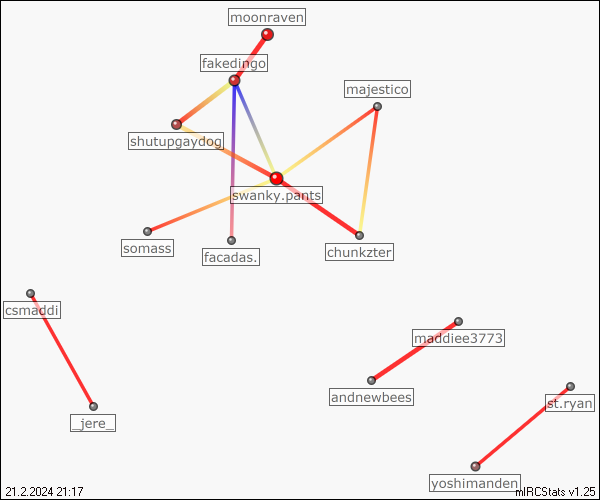 moonraven
fakedingo
majestico
shutupgaydog
swanky.pants
somass
facadas.
chunkzter
csmaddi
maddiee3773
andnewbees
st.ryan
_jere_
yoshimanden
21.2.2024 21:17
mIRCStats v1.25